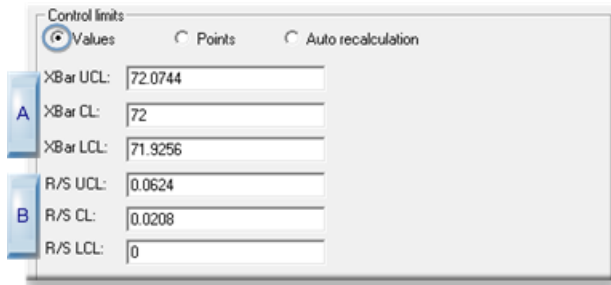 Control limits
Values Points Auto recalculation
XBar UCL: 72.0744
A
XBar CL: 72
XBar LCL: 71.9256
R/S UCL: 0.0624
B
R/S CL: 0.0208
R/S LCL: 0